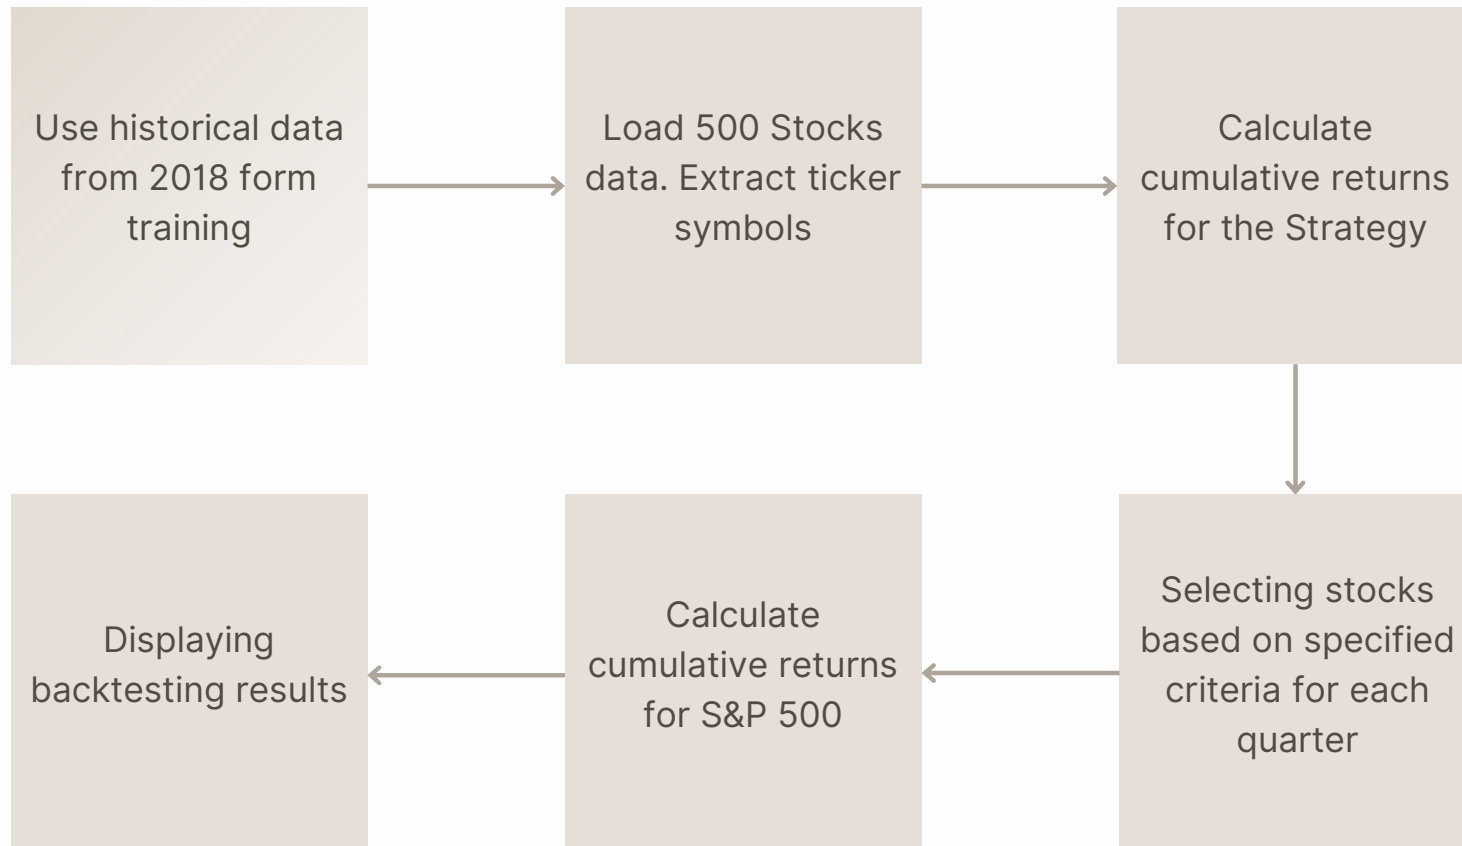 Use historical data
from 2018 form
training
Load 500 Stocks
data. Extract ticker
symbols
Calculate
cumulative returns
for the Strategy
Selecting stocks
based on specified
criteria for each
quarter
Calculate
cumulative returns
for S&P 500
Displaying
backtesting results